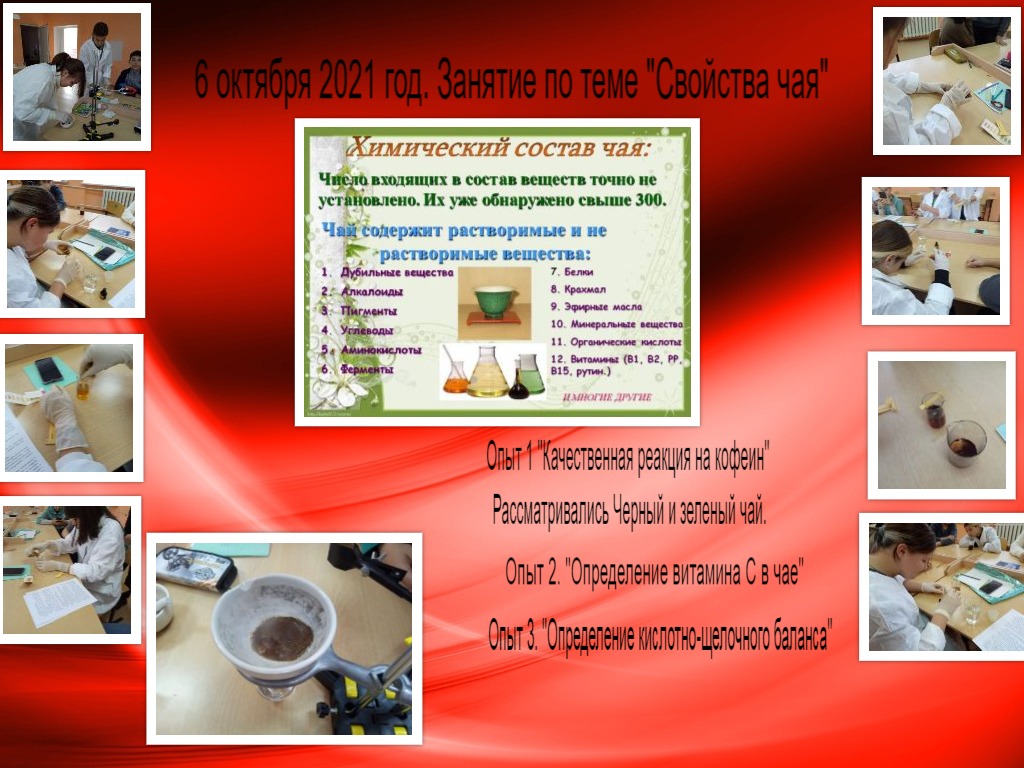 6 октября 2021 год. Занятие по теме "Свойства чая"
Химический состав чая:
Число входящих в состав веществ точно не
установлено. Их уже обнаружено свыше 300.
Чай содержит растворимые и не
растворимые вещества:
1. Дубильные вещества
2. Алкалоиды
3. Пигменты
4. Углеводы
5. Аминокислоты
6. Ферменты
7. Белки
8. Крахмал
9. Эфирные масла
10. Минеральные вещества
11. Органические кислоты
12. Витамины (В1, В2, РР,
В15, рутин.)
И МНОГИЕ ДРУГИЕ
Опыт 1 "Качественная реакция на кофеин"
Рассматривались Черный и зеленый чай.
Опыт 2. "Определение витамина С в чае"
Опыт 3. "Определение кислотно-щелочного баланса"